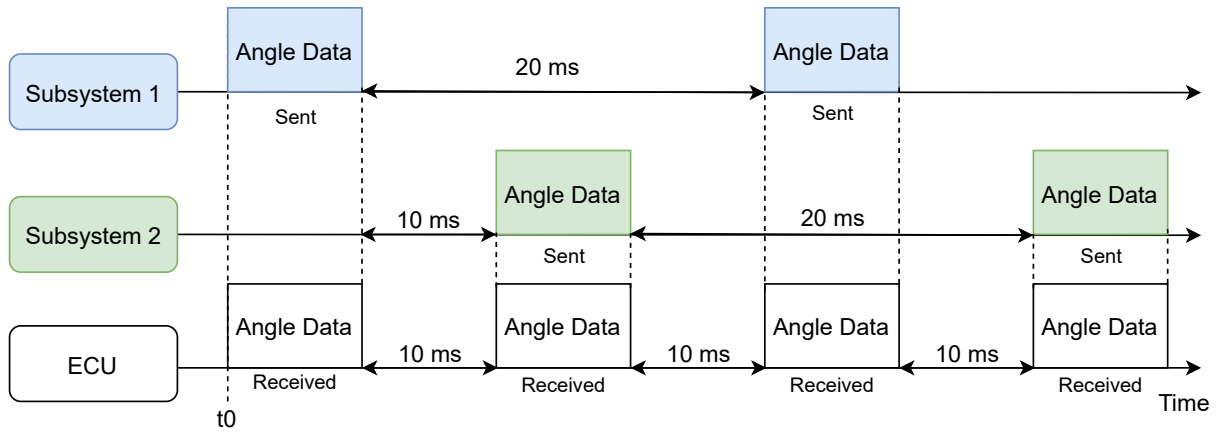 Angle Data
Angle Data
20 ms
Subsystem 1
Sent
Sent
Angle Data
Angle Data
10 ms
20 ms
Subsystem 2
Sent
Sent
Angle Data
Angle Data
Angle Data
Angle Data
10 ms
10 ms
10 ms
ECU
Received
Received
Received
Received
t0
Time